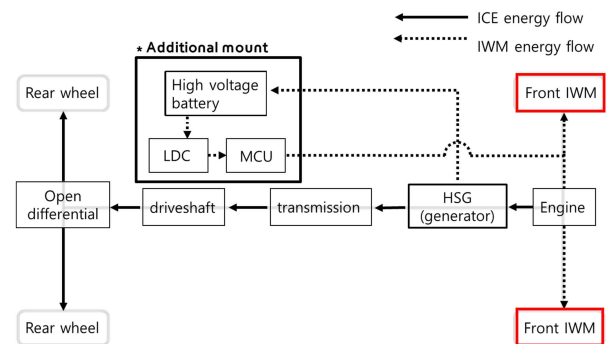 ICE energy flow
IWM energy flow
* Additional mount
High voltage
battery
LDC
MCU
Rear wheel
Front IWM
Open
differential
driveshaft
transmission
HSG
(generator)
Engine
Rear wheel
Front IWM